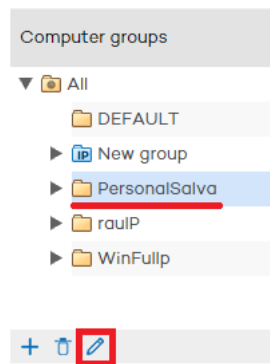 Computer groups
All
DEFAULT
IP New group
PersonalSalva
raulP
WinFullp